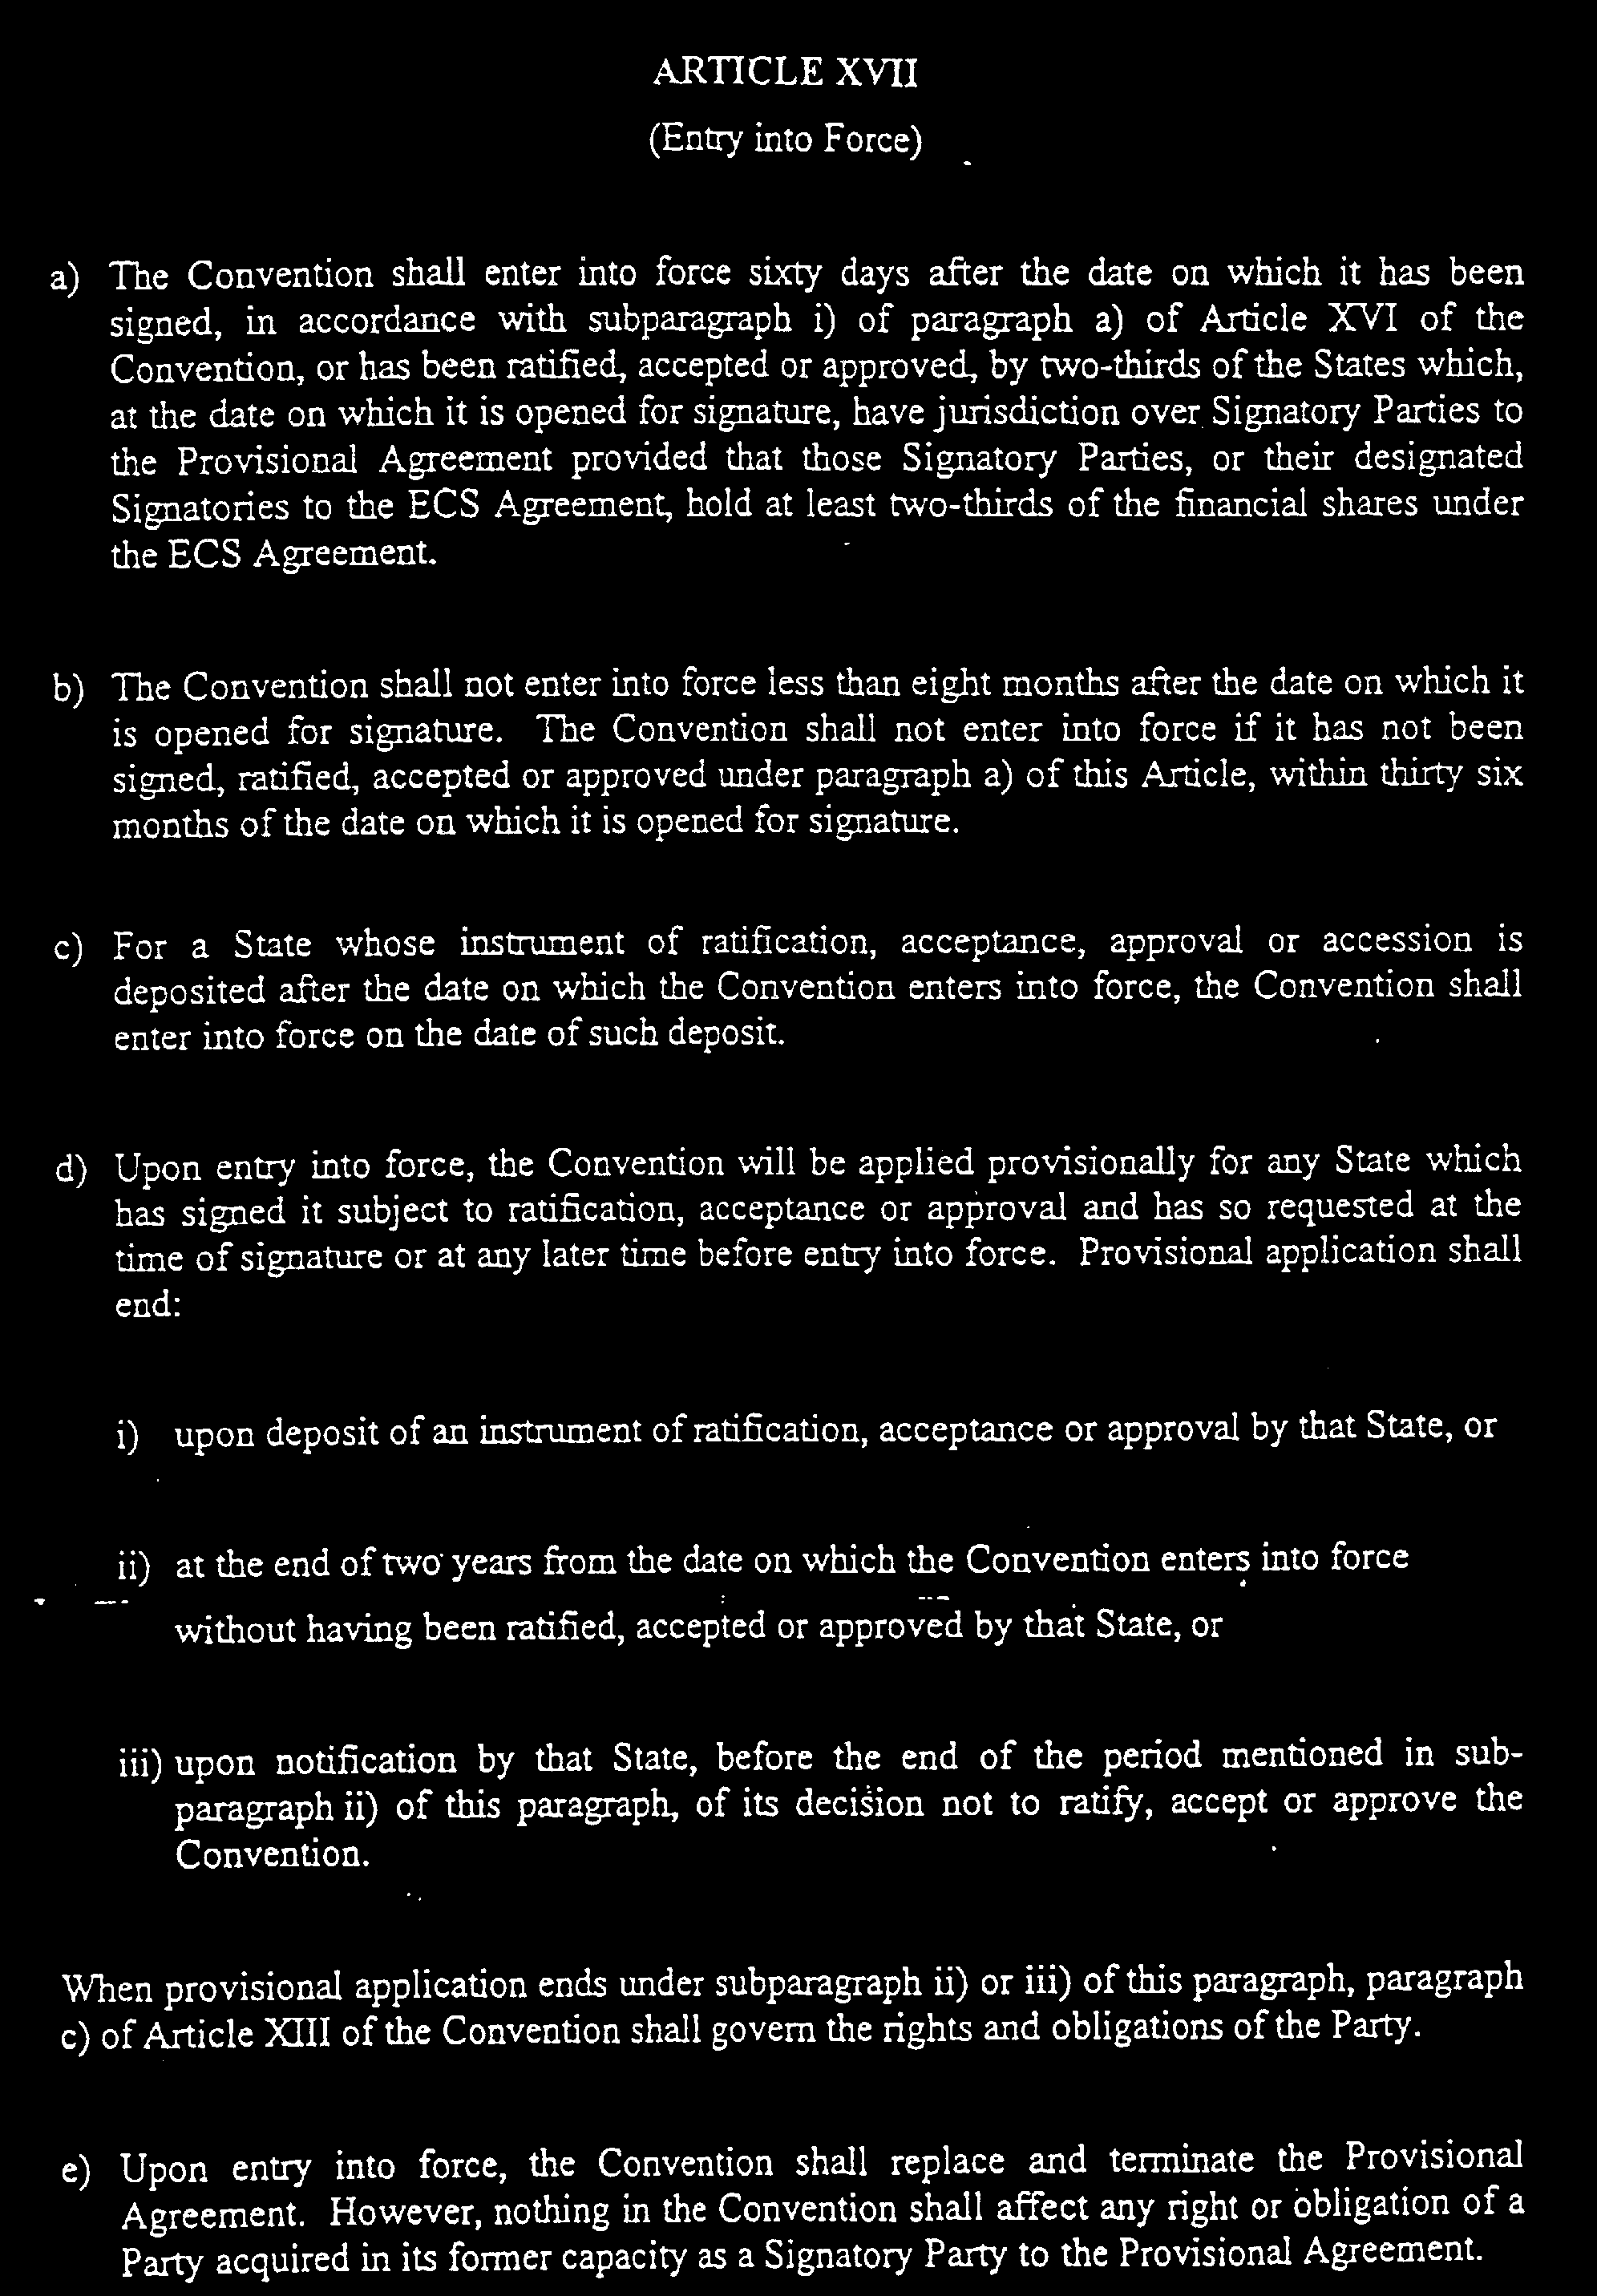 ARTICLE XVII
(Entry into Force)
a) The Convention shall enter into force sixty days after the date on which it has been
signed, in accordance with subparagraph i) of paragraph a) of Article XVI of the
Convention, or has been ratified, accepted or approved, by two-thirds of the States which,
at the date on which it is opened for signature, have jurisdiction over Signatory Parties to
the Provisional Agreement provided that those Signatory Parties, or their designated
Signatories to the ECS Agreement, hold at least two-thirds of the financial shares under
the ECS Agreement.
b) The Convention shall not enter into force less than eight months after the date on which it
is opened for signature. The Convention shall not enter into force if it has not been
signed, ratified, accepted or approved under paragraph a) of this Article, within thirty six
months of the date on which it is opened for signature.
c) For a State whose instrument of ratification, acceptance, approval or accession is
deposited after the date on which the Convention enters into force, the Convention shall
enter into force on the date of such deposit.
d) Upon entry into force, the Convention will be applied provisionally for any State which
has signed it subject to ratification, acceptance or approval and has so requested at the
time of signature or at any later time before entry into force. Provisional application shall
end:
i) upon deposit of an instrument of ratification, acceptance or approval by that State, or
ii) at the end of two years from the date on which the Convention enters into force
without having been ratified, accepted or approved by that State, or
iii) upon notification by that State, before the end of the period mentioned in sub-
paragraph ii) of this paragraph, of its decision not to ratify, accept or approve the
Convention.
When provisional application ends under subparagraph ii) or iii) of this paragraph, paragraph
c) of Article XIII of the Convention shall govern the rights and obligations of the Party.
e) Upon entry into force, the Convention shall replace and terminate the Provisional
Agreement. However, nothing in the Convention shall affect any right or obligation of a
Party acquired in its former capacity as a Signatory Party to the Provisional Agreement.